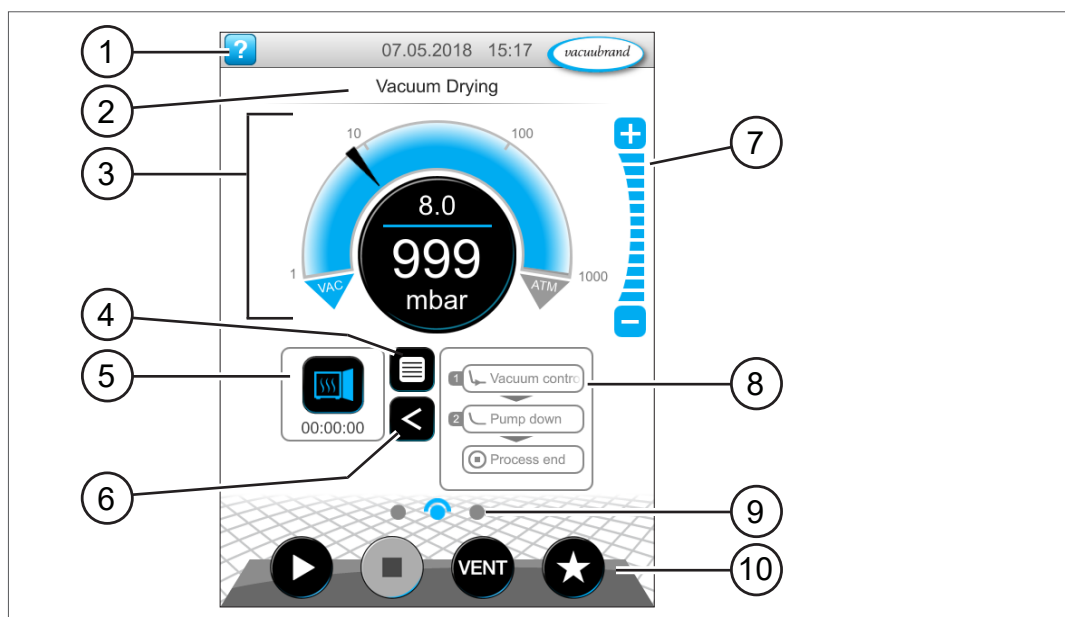 1
?
07.05.2018 15:17
vacuubrand
2
Vacuum Drying
3
10
100
+
7
8.0
999
mbar
1
VAC
ATM
1000
−
4
5
1
Vacuum contro
8
00:00:00
<
2
Pump down
Process end
6
9
VENT
10